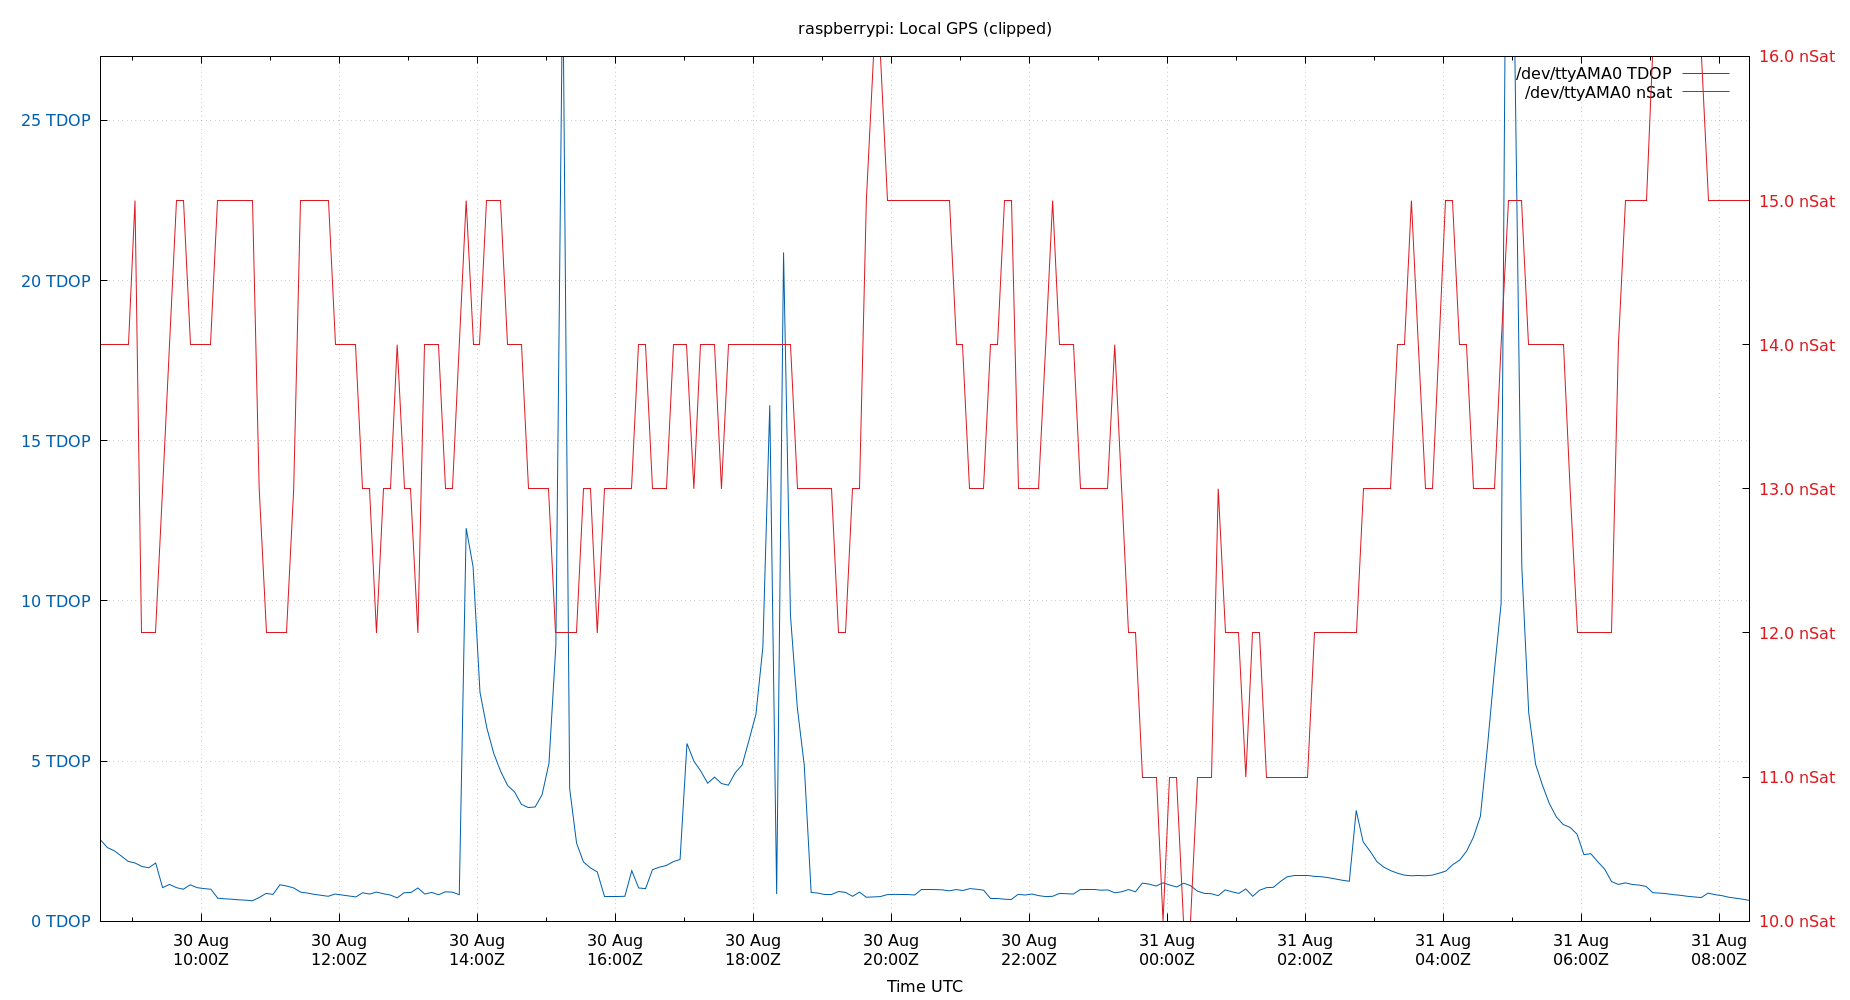 raspberrypi: Local GPS (clipped)
16.0 nSat
/dev/ttyAMA0 TDOP
/dev/ttyAMA0 nSat
25 TDOP
15.0 nSat
20 TDOP
14.0 nSat
15 TDOP
13.0 nSat
10 TDOP
12.0 nSat
5 TDOP
11.0 nSat
0 TDOP
10.0 nSat
30 Aug 30 Aug 30 Aug 30 Aug 30 Aug 30 Aug 30 Aug 31 Aug 31 Aug 31 Aug 31 Aug 31 Aug
10:00Z 12:00Z 14:00Z 16:00Z 18:00Z 20:00Z 22:00Z 00:00Z 02:00Z 04:00Z 06:00Z 08:00Z
Time UTC